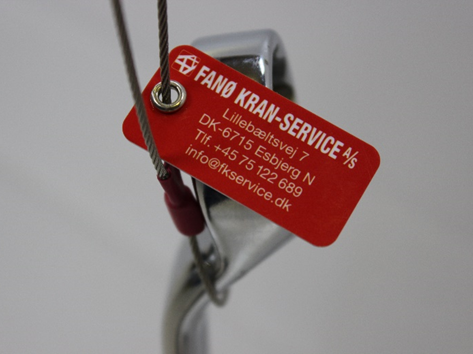 FANØ KRAN-SERVICE A/S
Lillebæltsvej 7
DK-6715 Esbjerg N
Tlf. +45 75 122 689
info@fkservice.dk